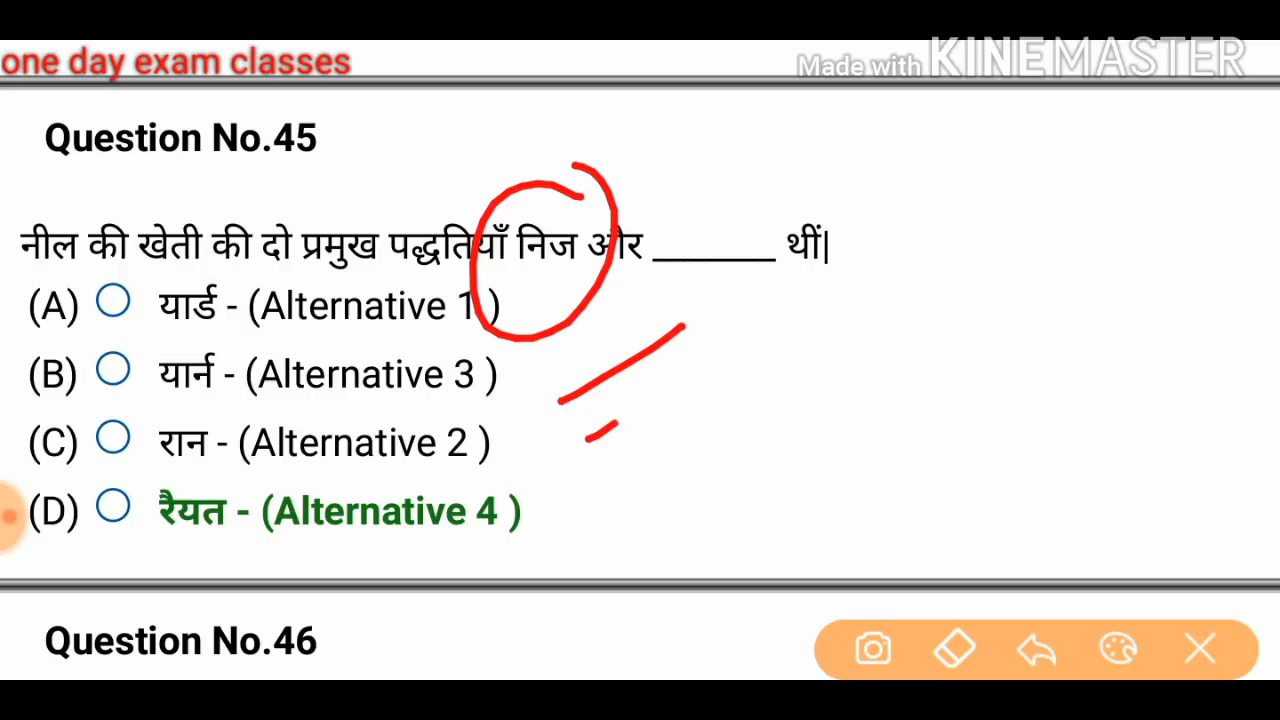 one day exam classes
Made with KINEMASTER
Question No.45
नील की खेती की दो प्रमुख पद्धतियाँ निज और _______ थीं|
(A) यार्ड - (Alternative 1 )
(B) यार्न - (Alternative 3 )
(C) रान - (Alternative 2 )
(D) रैयत - (Alternative 4 )
Question No.46